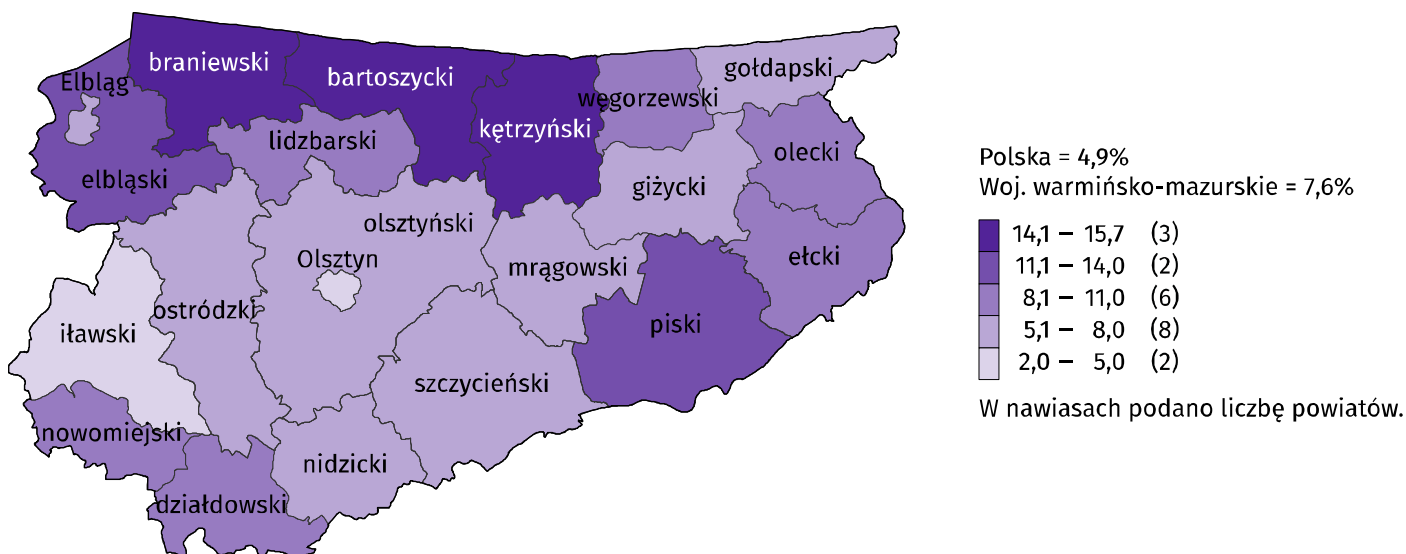 braniewski
bartoszycki
gołdapski
Elbląg
węgorzewski
kętrzyński
lidzbarski
olecki
elbląski
giżycki
olsztyński
Olsztyn
mrągowski
ełcki
ostródzki
iławski
piski
szczycieński
nowomiejski
nidzicki
działdowski
Polska = 4,9%
Woj. warmińsko-mazurskie = 7,6%
14,1 – 15,7 (3)
11,1 – 14,0 (2)
8,1 – 11,0 (6)
5,1 – 8,0 (8)
2,0 – 5,0 (2)
W nawiasach podano liczbę powiatów.